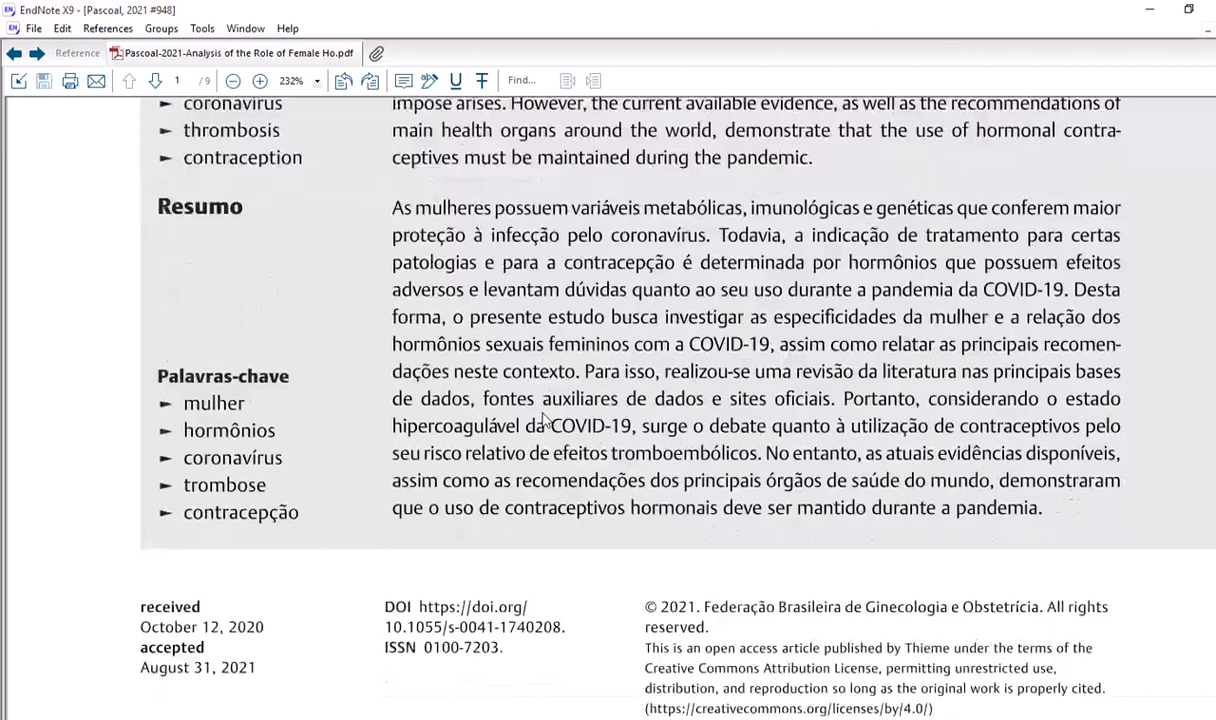 EndNote X9 - [Pascoal, 2021 #948]
File Edit References Groups Tools Window Help
Reference Pascoal-2021-Analysis of the Role of Female Ho.pdf
1 / 9 232% Find...
► coronavirus
► thrombosis
► contraception
impose arises. However, the current available evidence, as well as the recommendations of
main health organs around the world, demonstrate that the use of hormonal contra-
ceptives must be maintained during the pandemic.
Resumo
As mulheres possuem variáveis metabólicas, imunológicas e genéticas que conferem maior
proteção à infecção pelo coronavírus. Todavia, a indicação de tratamento para certas
patologias e para a contracepção é determinada por hormônios que possuem efeitos
adversos e levantam dúvidas quanto ao seu uso durante a pandemia da COVID-19. Desta
forma, o presente estudo busca investigar as especificidades da mulher e a relação dos
hormônios sexuais femininos com a COVID-19, assim como relatar as principais recomen-
dações neste contexto. Para isso, realizou-se uma revisão da literatura nas principais bases
de dados, fontes auxiliares de dados e sites oficiais. Portanto, considerando o estado
hipercoagulável da COVID-19, surge o debate quanto à utilização de contraceptivos pelo
seu risco relativo de efeitos tromboembólicos. No entanto, as atuais evidências disponíveis,
assim como as recomendações dos principais órgãos de saúde do mundo, demonstraram
que o uso de contraceptivos hormonais deve ser mantido durante a pandemia.
Palavras-chave
► mulher
► hormônios
► coronavírus
► trombose
► contracepção
received
October 12, 2020
accepted
August 31, 2021
DOI https://doi.org/
10.1055/s-0041-1740208.
ISSN 0100-7203.
© 2021. Federação Brasileira de Ginecologia e Obstetrícia. All rights
reserved.
This is an open access article published by Thieme under the terms of the
Creative Commons Attribution License, permitting unrestricted use,
distribution, and reproduction so long as the original work is properly cited.
(https://creativecommons.org/licenses/by/4.0/)